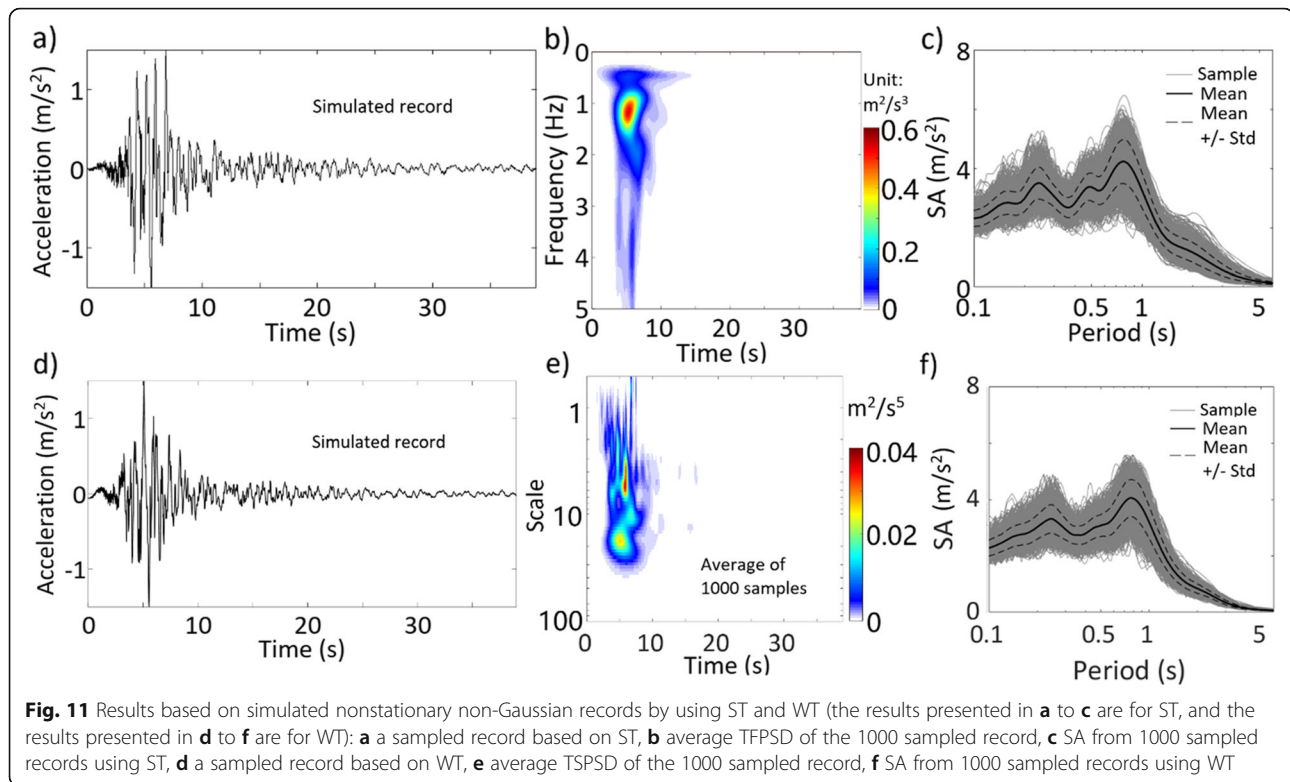 a)
Acceleration (m/s²)
1
0
-1
Simulated record
0 10 20 30
Time (s)
b)
Frequency (Hz)
0
1
2
3
4
5
0 10 20 30
Time (s)
Unit:
m²/s³
0.6
0.4
0.2
0
c)
SA (m/s²)
8
4
0
Sample
Mean
Mean
+/- Std
0.1 0.5 1 5
Period (s)
d)
Acceleration (m/s²)
1
0
-1
Simulated record
0 10 20 30
Time (s)
e)
Scale
1
10
100
Average of
1000 samples
0 10 20 30
Time (s)
m²/s⁵
0.04
0.02
0
f)
SA (m/s²)
8
4
0
Sample
Mean
Mean
+/- Std
0.1 0.5 1 5
Period (s)
Fig. 11 Results based on simulated nonstationary non-Gaussian records by using ST and WT (the results presented in a to c are for ST, and the
results presented in d to f are for WT): a a sampled record based on ST, b average TFPSD of the 1000 sampled record, c SA from 1000 sampled
records using ST, d a sampled record based on WT, e average TSPSD of the 1000 sampled record, f SA from 1000 sampled records using WT